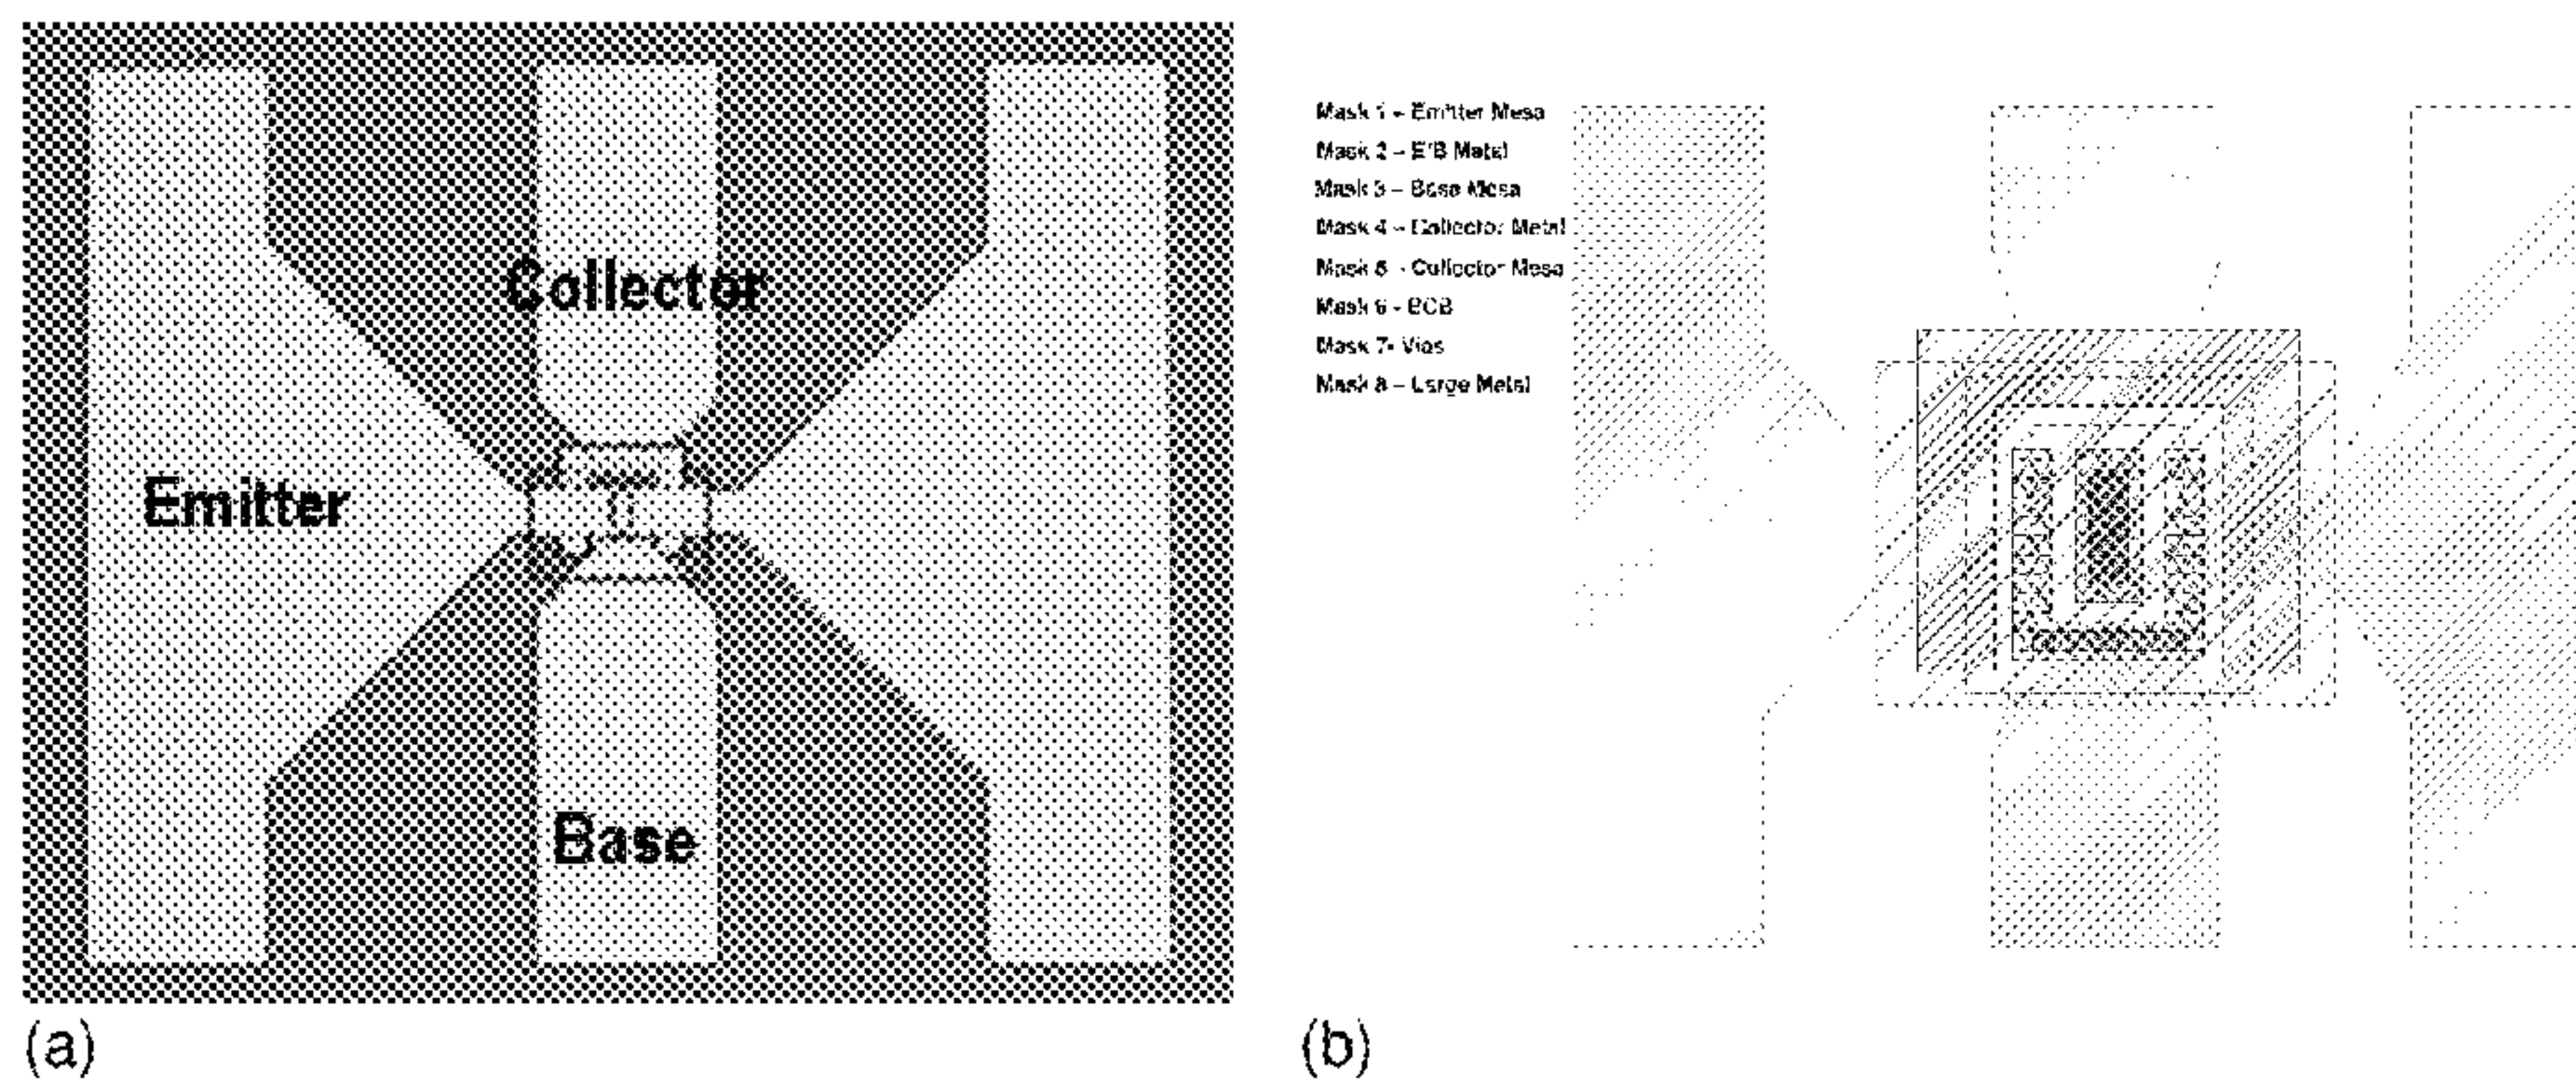 Collector
Emitter
Base
(a)
Mask 1 - Emitter Mesa
Mask 2 - E/B Metal
Mask 3 - Base Mesa
Mask 4 - Collector Metal
Mask 5 - Collector Mesa
Mask 6 - BCB
Mask 7- Vias
Mask 8 - Large Metal
(b)